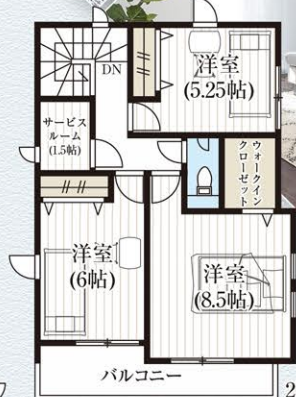 DN
洋室
(5.25帖)
サービス
ルーム
(1.5帖)
ウォークイン
クローゼット
洋室
(6帖)
洋室
(8.5帖)
バルコニー
2